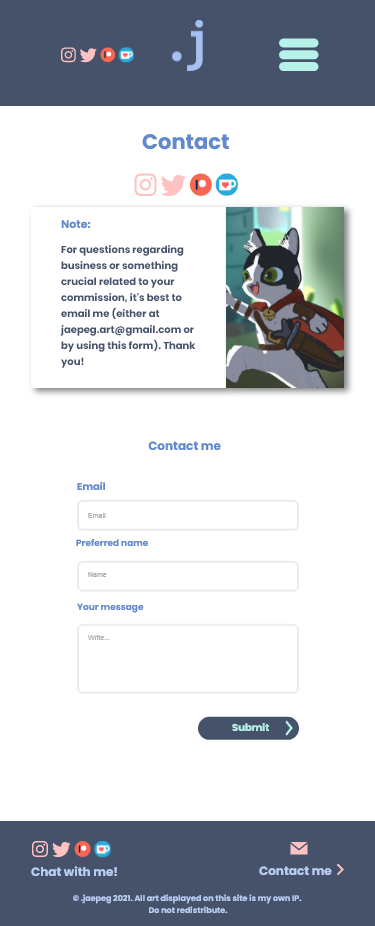 .j
Contact
Note:
For questions regarding
business or something
crucial related to your
commission, it's best to
email me (either at
jaepeg.art@gmail.com or
by using this form). Thank
you!
Contact me
Email
Email
Preferred name
Name
Your message
Write...
Submit
Chat with me!
Contact me
© .jaepeg 2021. All art displayed on this site is my own IP.
Do not redistribute.